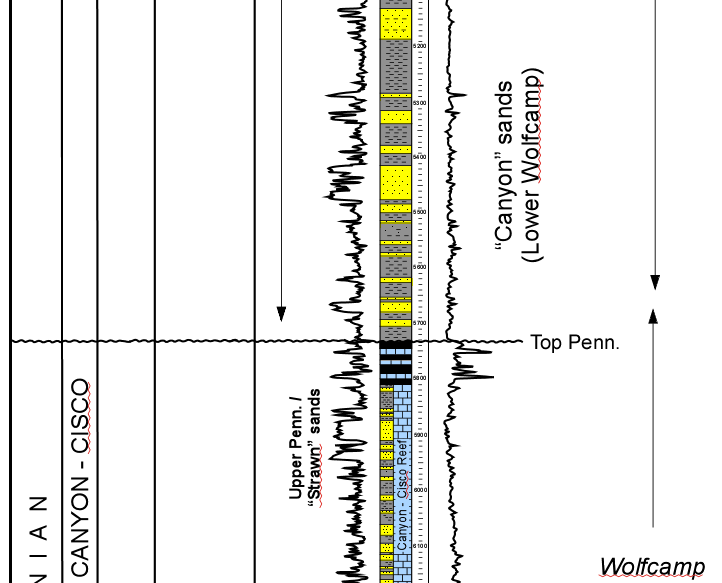 5200
5300
5400
5500
5600
5700
5800
5900
6000
6100
“Canyon” sands
(Lower Wolfcamp)
Top Penn.
Upper Penn. /
“Strawn” sands
Canyon - Cisco Reef
CANYON - CISCO
N I A N
Wolfcamp